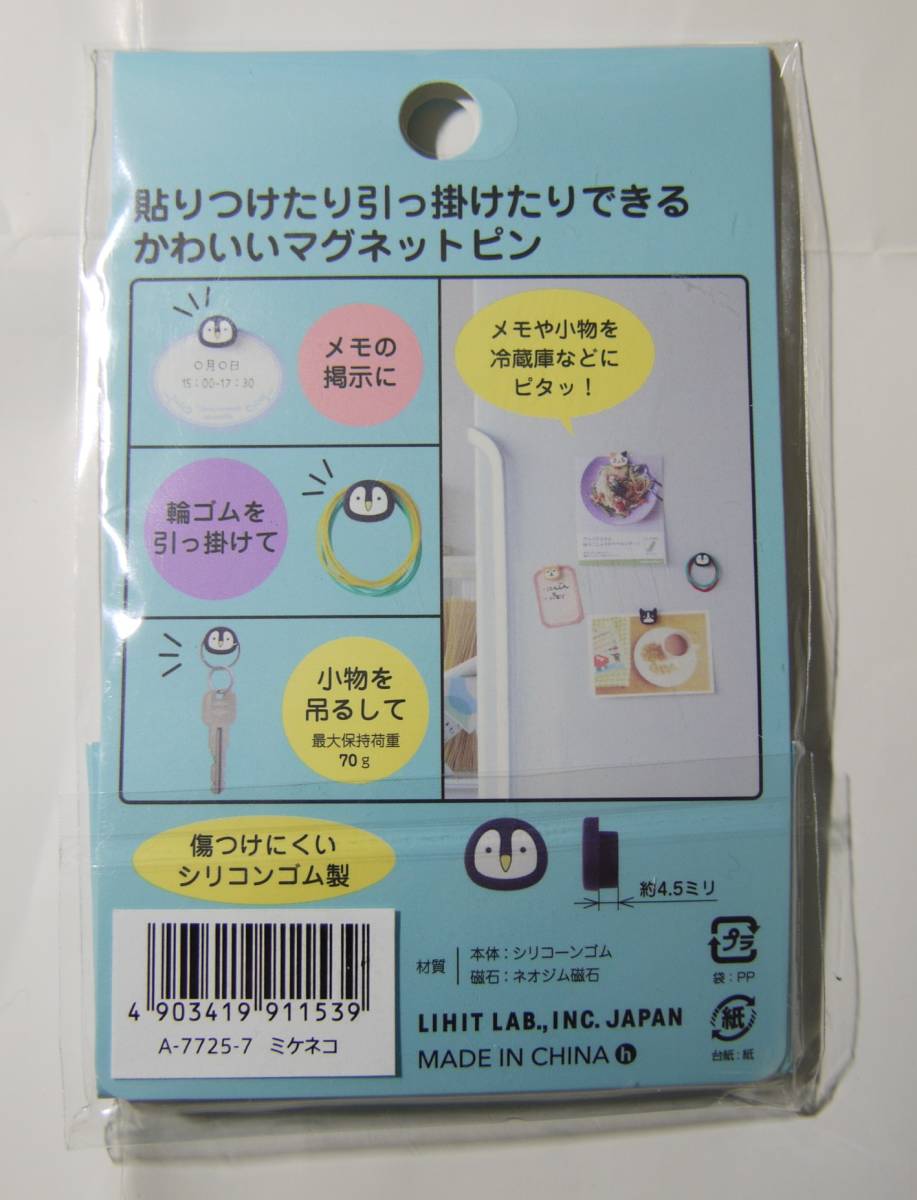 貼りつけたり引っ掛けたりできる
かわいいマグネットピン
〇月〇日
15:00-17:30
メモの
掲示に
メモや小物を
冷蔵庫などに
ピタッ!
輪ゴムを
引っ掛けて
小物を
吊るして
最大保持荷重
70g
傷つけにくい
シリコンゴム製
約4.5ミリ
材質
本体:シリコーンゴム
磁石:ネオジム磁石
プラ
袋:PP
紙
台紙:紙
4 903419 911539
A-7725-7 ミケネコ
LIHIT LAB., INC. JAPAN
MADE IN CHINA h